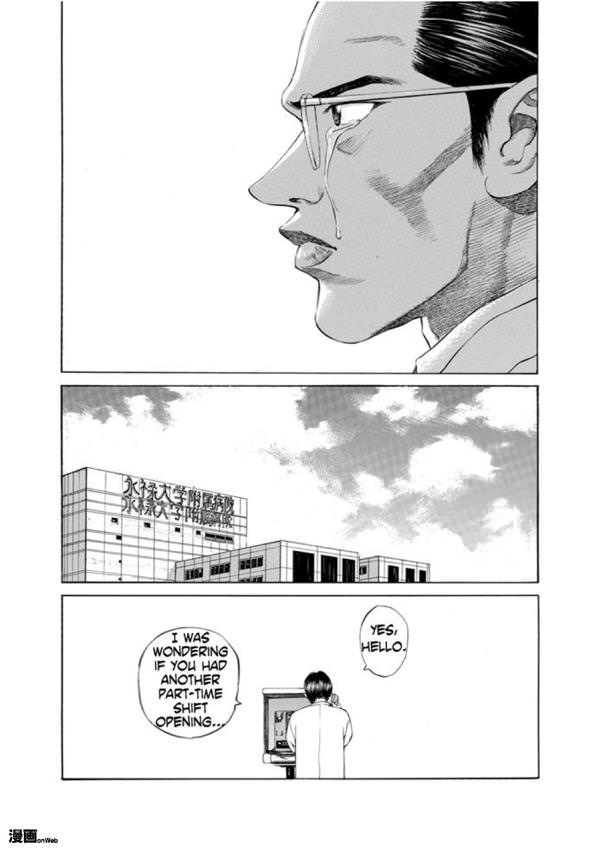 永禄大学附属病院
YES,
HELLO.
I WAS
WONDERING
IF YOU HAD
ANOTHER
PART-TIME
SHIFT
OPENING...
漫画onWeb